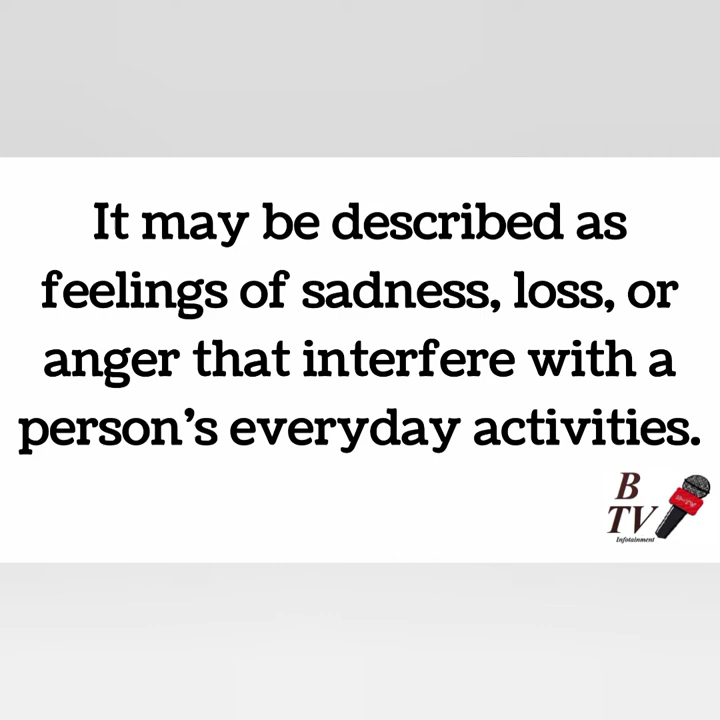 It may be described as
feelings of sadness, loss, or
anger that interfere with a
person’s everyday activities.
B
TV
Infotainment